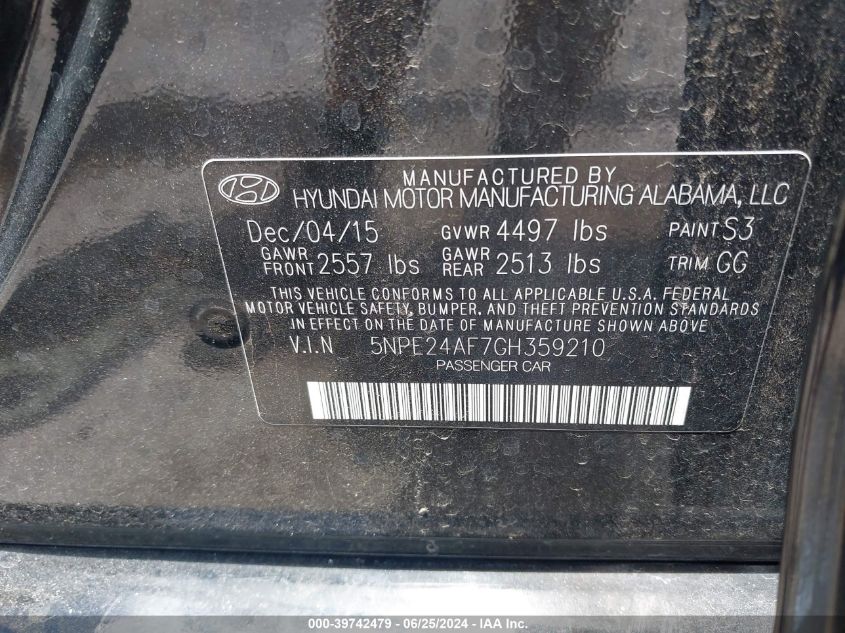 MANUFACTURED BY
HYUNDAI MOTOR MANUFACTURING ALABAMA, LLC
Dec/04/15 GVWR 4497 lbs PAINT S3
GAWR FRONT 2557 lbs GAWR REAR 2513 lbs TRIM GG
THIS VEHICLE CONFORMS TO ALL APPLICABLE U.S.A. FEDERAL
MOTOR VEHICLE SAFETY, BUMPER, AND THEFT PREVENTION STANDARDS
IN EFFECT ON THE DATE OF MANUFACTURE SHOWN ABOVE
V.I.N 5NPE24AF7GH359210
PASSENGER CAR
000-39742479 - 06/25/2024 - IAA Inc.